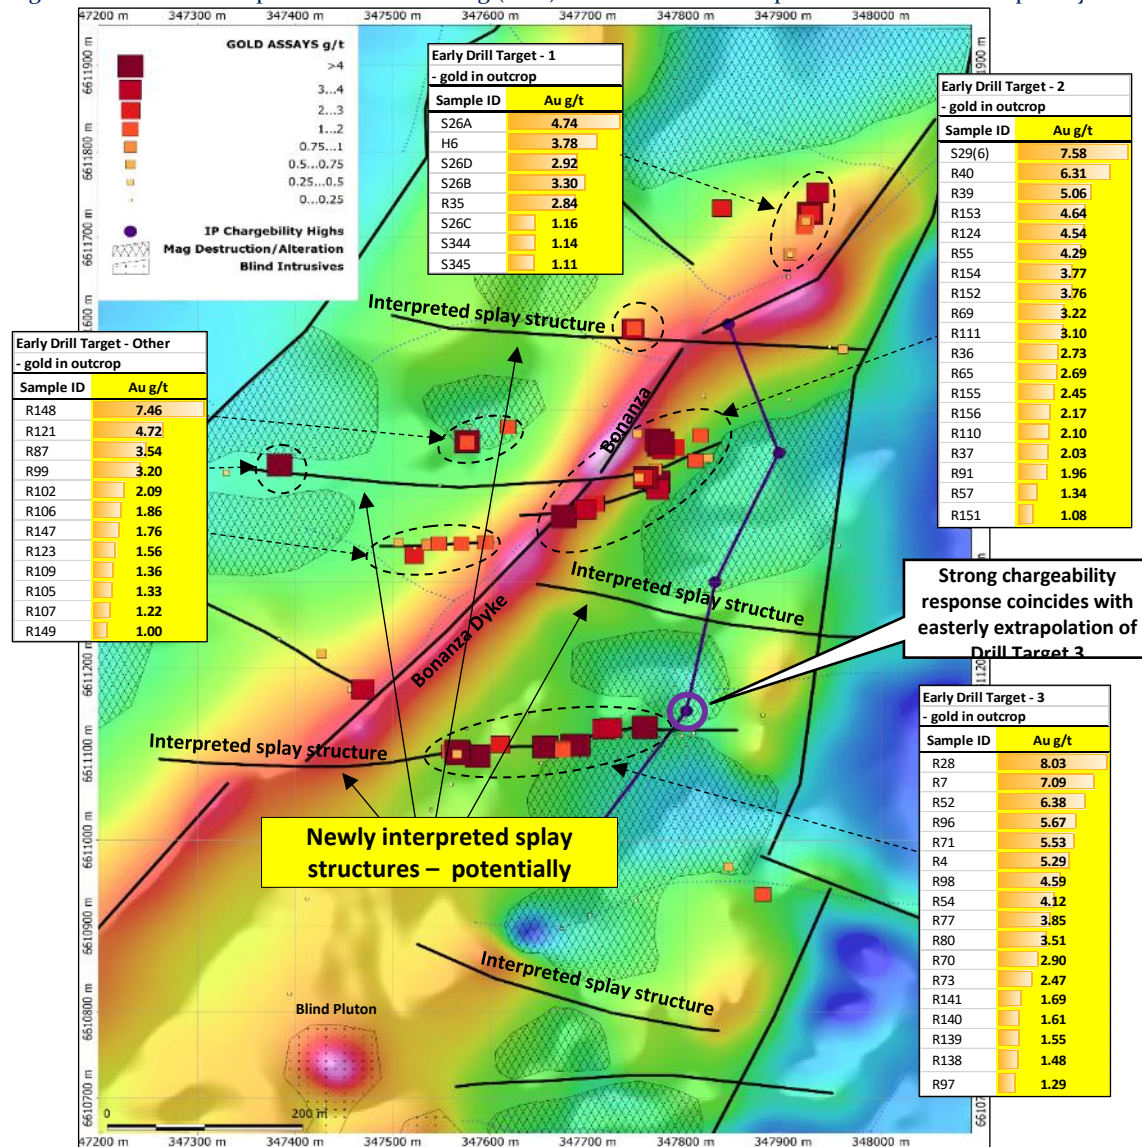 347200 m 347300 m 347400 m 347500 m 347600 m 347700 m 347800 m 347900 m 348000 m
GOLD ASSAYS g/t
>4
3...4
2...3
1...2
0.75...1
0.5...0.75
0.25...0.5
0...0.25
IP Chargebility Highs
Mag Destruction/Alteration
Blind Intrusives
Early Drill Target - 1
- gold in outcrop
Sample ID Au g/t
S26A 4.74
H6 3.78
S26D 2.92
S26B 3.30
R35 2.84
S26C 1.16
S344 1.14
S345 1.11
Early Drill Target - 2
- gold in outcrop
Sample ID Au g/t
S29(6) 7.58
R40 6.31
R39 5.06
R153 4.64
R124 4.54
R55 4.29
R154 3.77
R152 3.76
R69 3.22
R111 3.10
R36 2.73
R65 2.69
R155 2.45
R156 2.17
R110 2.10
R37 2.03
R91 1.96
R57 1.34
R151 1.08
Early Drill Target - Other
- gold in outcrop
Sample ID Au g/t
R148 7.46
R121 4.72
R87 3.54
R99 3.20
R102 2.09
R106 1.86
R147 1.76
R123 1.56
R109 1.36
R105 1.33
R107 1.22
R149 1.00
Interpreted splay structure
Bonanza
Interpreted splay structure
Bonanza Dyke
Strong chargeability
response coincides with
easterly extrapolation of
Drill Target 3
Interpreted splay structure
Early Drill Target - 3
- gold in outcrop
Sample ID Au g/t
R28 8.03
R7 7.09
R52 6.38
R96 5.67
R71 5.53
R4 5.29
R98 4.59
R54 4.12
R77 3.85
R80 3.51
R70 2.90
R73 2.47
R141 1.69
R140 1.61
R139 1.55
R138 1.48
R97 1.29
Newly interpreted splay
structures – potentially
Interpreted splay structure
Blind Pluton
0 200 m
6611900 m
6611800 m
6611700 m
6611200 m
6611100 m
6611000 m
6610900 m
6610800 m
6610700 m
347200 m 347300 m 347400 m 347500 m 347600 m 347700 m 347800 m 347900 m 348000 m